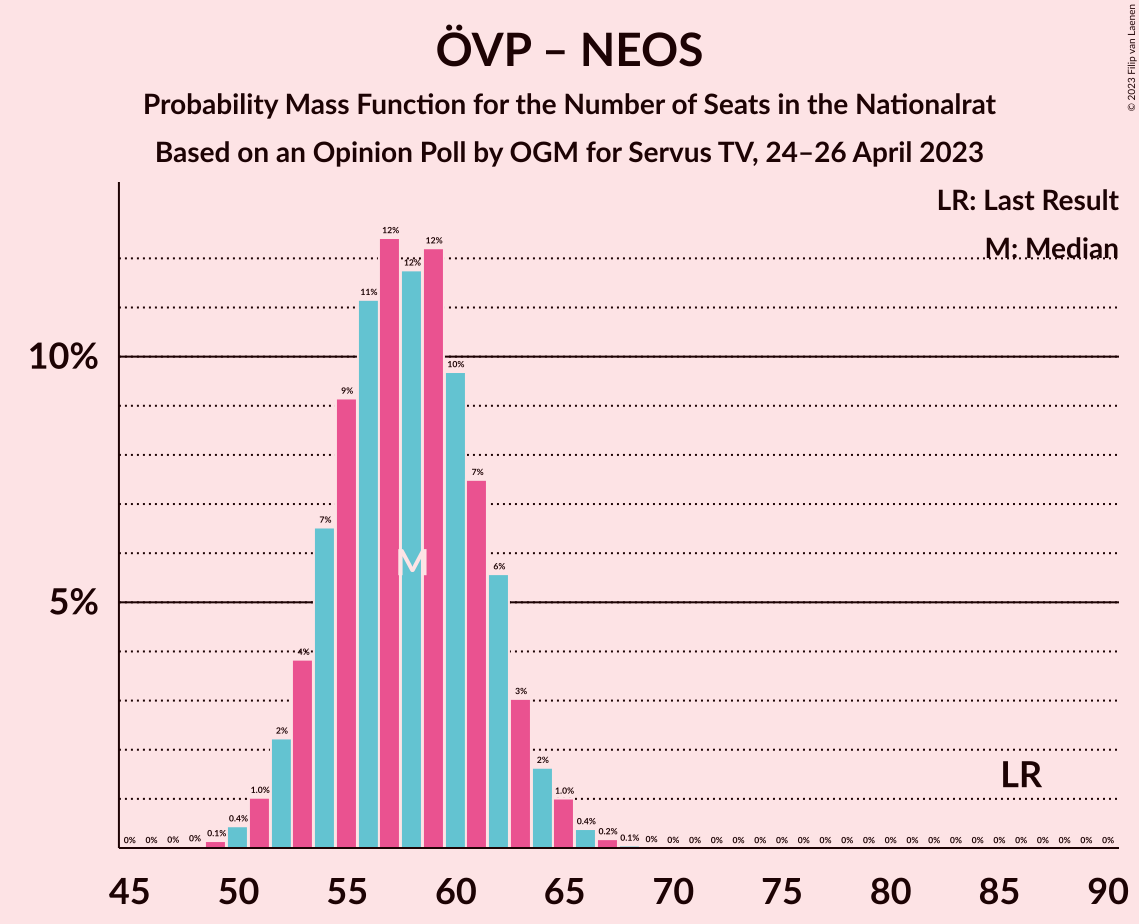 ÖVP – NEOS
Probability Mass Function for the Number of Seats in the Nationalrat
Based on an Opinion Poll by OGM for Servus TV, 24–26 April 2023
© 2023 Filip van Laenen
LR: Last Result
M: Median
10%
5%
0% 0% 0% 0% 0.1% 0.4% 1.0% 2% 4% 7% 9% 11% 12% 12% 12% 10% 7% 6% 3% 2% 1.0% 0.4% 0.2% 0.1% 0% 0% 0% 0% 0% 0% 0% 0% 0% 0% 0% 0% 0% 0% 0% 0% 0% 0% 0% 0% 0% 0%
M
LR
45 50 55 60 65 70 75 80 85 90